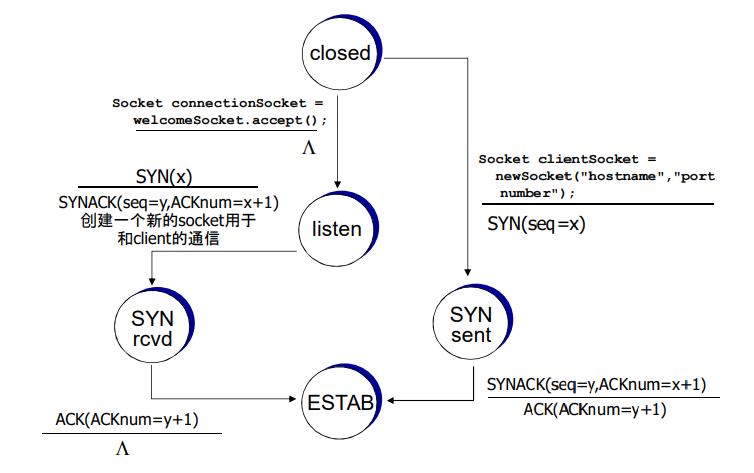 closed
Socket connectionSocket =
welcomeSocket.accept();
Λ
Socket clientSocket =
newSocket("hostname","port
number");
SYN(seq=x)
SYN(x)
SYNACK(seq=y,ACKnum=x+1)
创建一个新的socket用于
和client的通信
listen
SYN
rcvd
SYN
sent
ESTAB
SYNACK(seq=y,ACKnum=x+1)
ACK(ACKnum=y+1)
ACK(ACKnum=y+1)
Λ